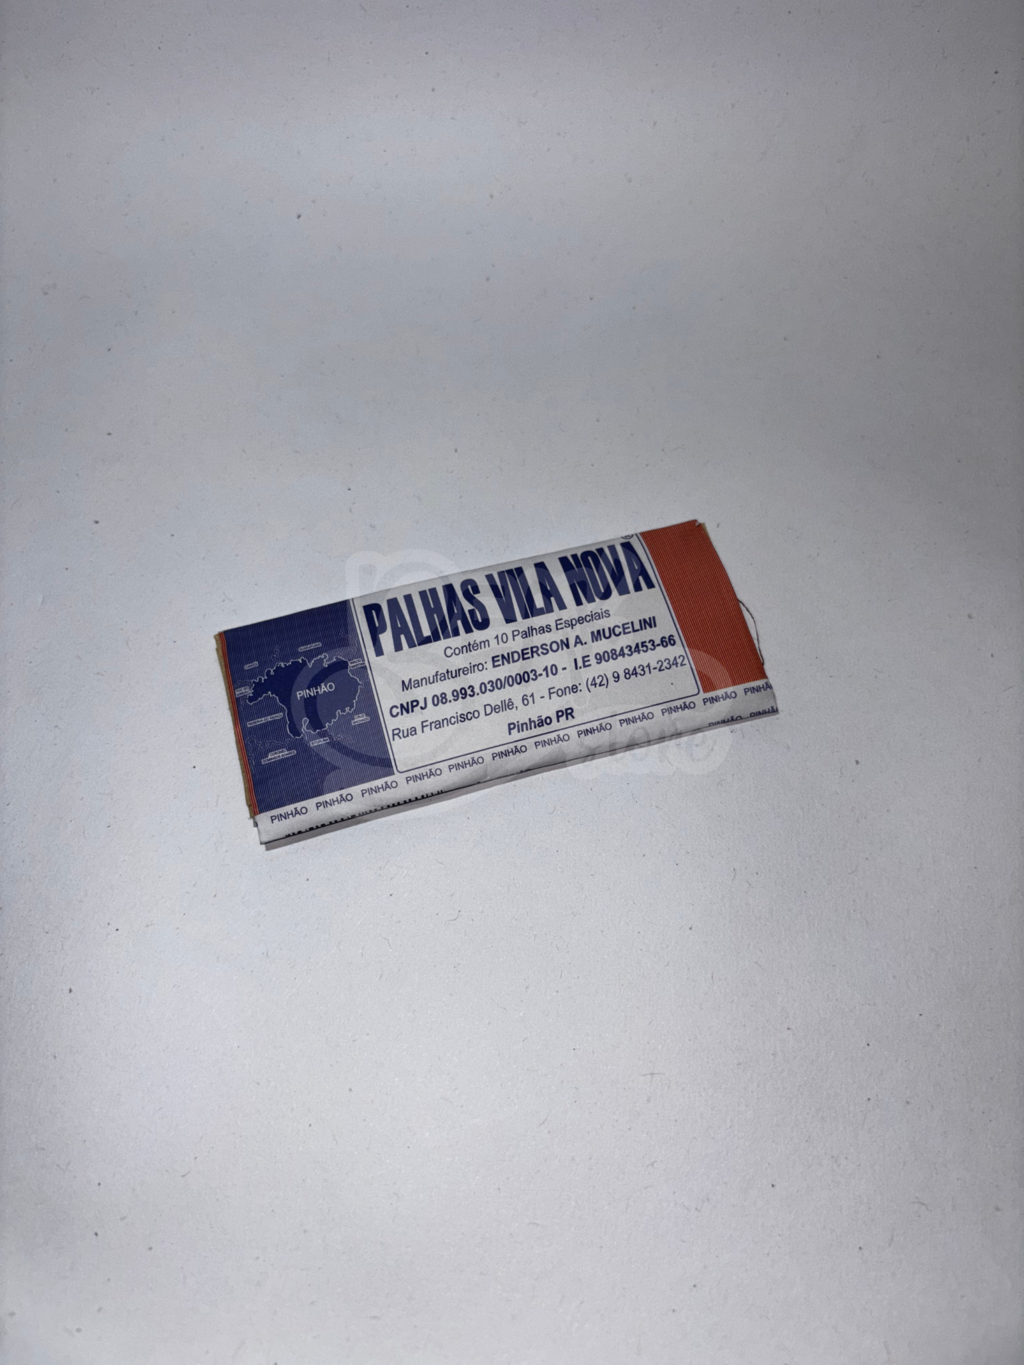 PALHAS VILA NOVA
Contém 10 Palhas Especiais
Manufatureiro: ENDERSON A. MUCELINI
CNPJ 08.993.030/0003-10 - I.E 90843453-66
Rua Francisco Dellê, 61 - Fone: (42) 9 8431-2342
Pinhão PR
PINHÃO
PINHÃO PINHÃO PINHÃO PINHÃO PINHÃO PINHÃO PINHÃO PINHÃO PINHÃO PINHÃO PINHÃO PINHÃO